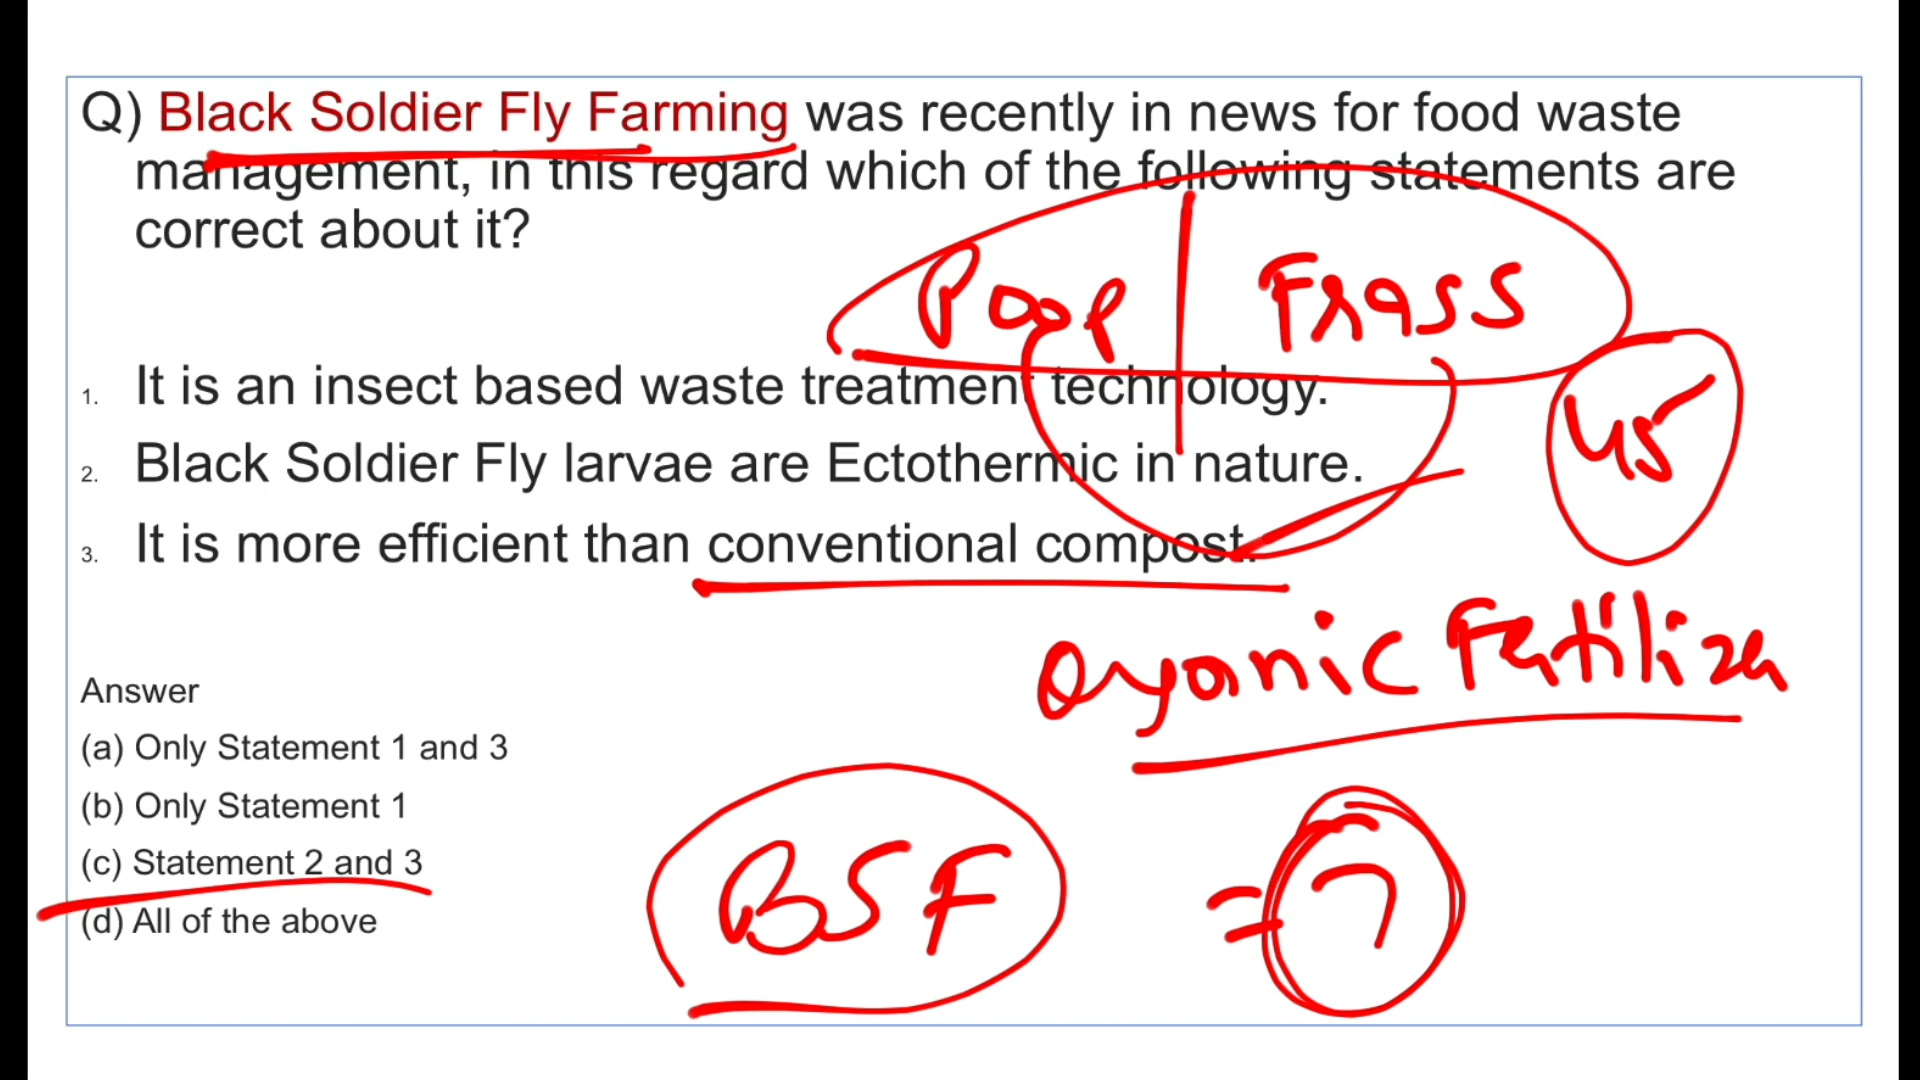 Q) Black Soldier Fly Farming was recently in news for food waste
management, in this regard which of the following statements are
correct about it?
Poop | Frass
1. It is an insect based waste treatment technology.
45
2. Black Soldier Fly larvae are Ectothermic in nature.
3. It is more efficient than conventional compost.
Organic Fertilizer
Answer
(a) Only Statement 1 and 3
(b) Only Statement 1
(c) Statement 2 and 3
(d) All of the above
BSF = 7